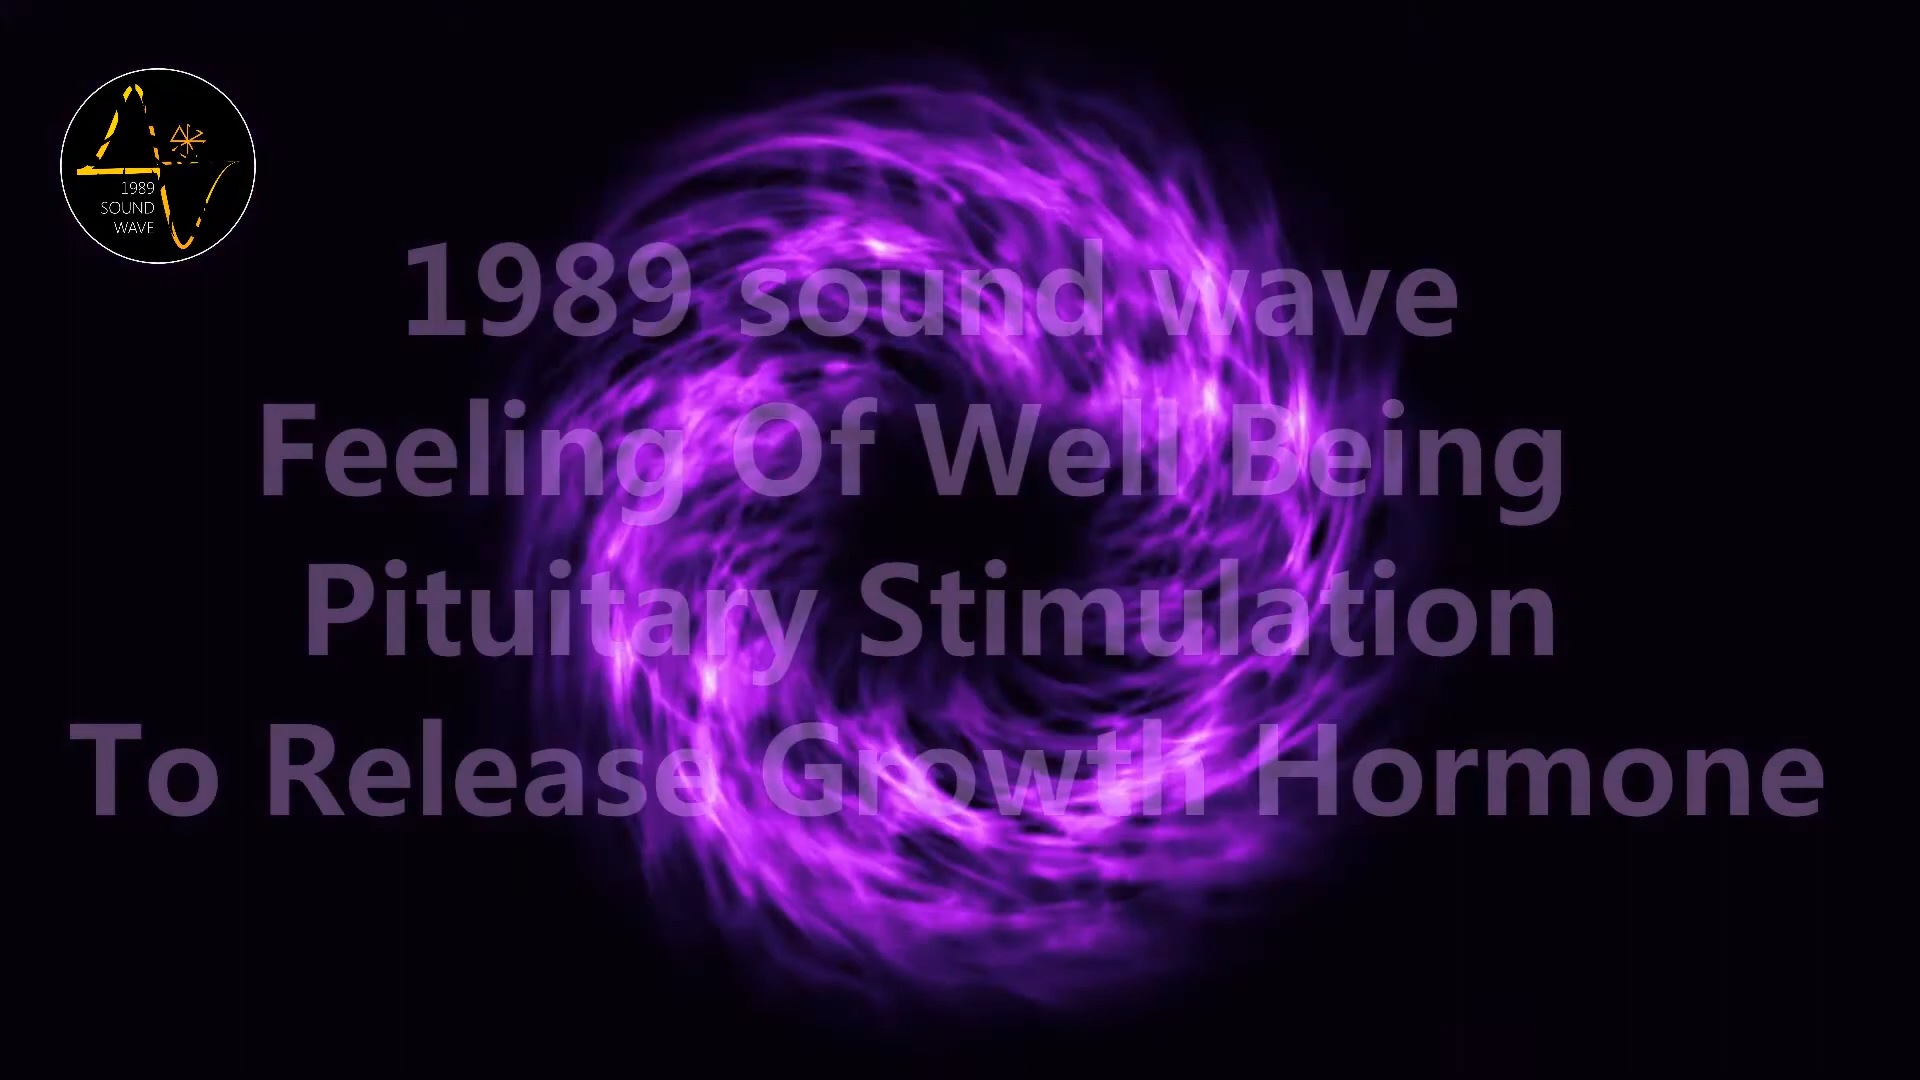 1989
SOUND
WAVE
1989 sound wave
Feeling Of Well Being
Pituitary Stimulation
To Release Growth Hormone